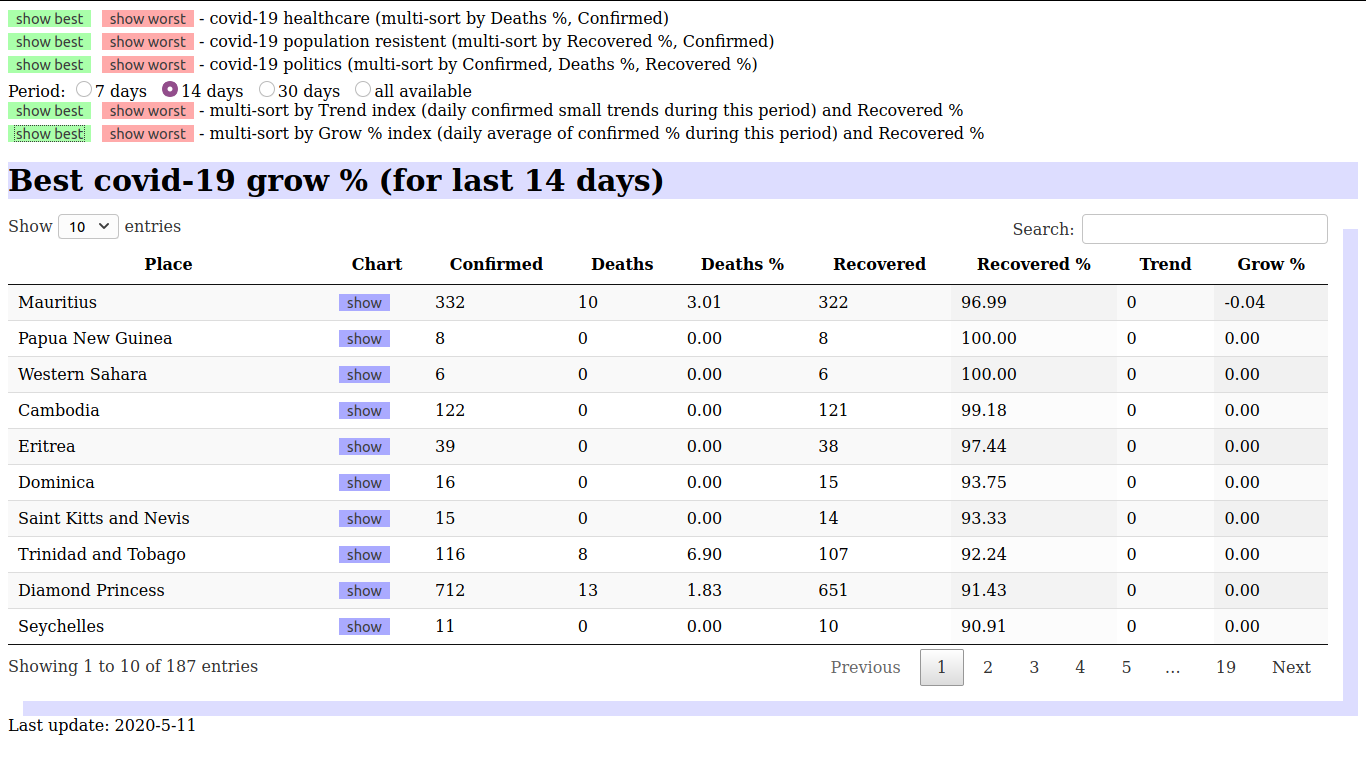 show best show worst - covid-19 healthcare (multi-sort by Deaths %, Confirmed)
show best show worst - covid-19 population resistent (multi-sort by Recovered %, Confirmed)
show best show worst - covid-19 politics (multi-sort by Confirmed, Deaths %, Recovered %)
Period: 7 days 14 days 30 days all available
show best show worst - multi-sort by Trend index (daily confirmed small trends during this period) and Recovered %
show best show worst - multi-sort by Grow % index (daily average of confirmed % during this period) and Recovered %
Best covid-19 grow % (for last 14 days)
Show 10 entries Search:
Place Chart Confirmed Deaths Deaths % Recovered Recovered % Trend Grow %
Mauritius show 332 10 3.01 322 96.99 0 -0.04
Papua New Guinea show 8 0 0.00 8 100.00 0 0.00
Western Sahara show 6 0 0.00 6 100.00 0 0.00
Cambodia show 122 0 0.00 121 99.18 0 0.00
Eritrea show 39 0 0.00 38 97.44 0 0.00
Dominica show 16 0 0.00 15 93.75 0 0.00
Saint Kitts and Nevis show 15 0 0.00 14 93.33 0 0.00
Trinidad and Tobago show 116 8 6.90 107 92.24 0 0.00
Diamond Princess show 712 13 1.83 651 91.43 0 0.00
Seychelles show 11 0 0.00 10 90.91 0 0.00
Showing 1 to 10 of 187 entries Previous 1 2 3 4 5 … 19 Next
Last update: 2020-5-11